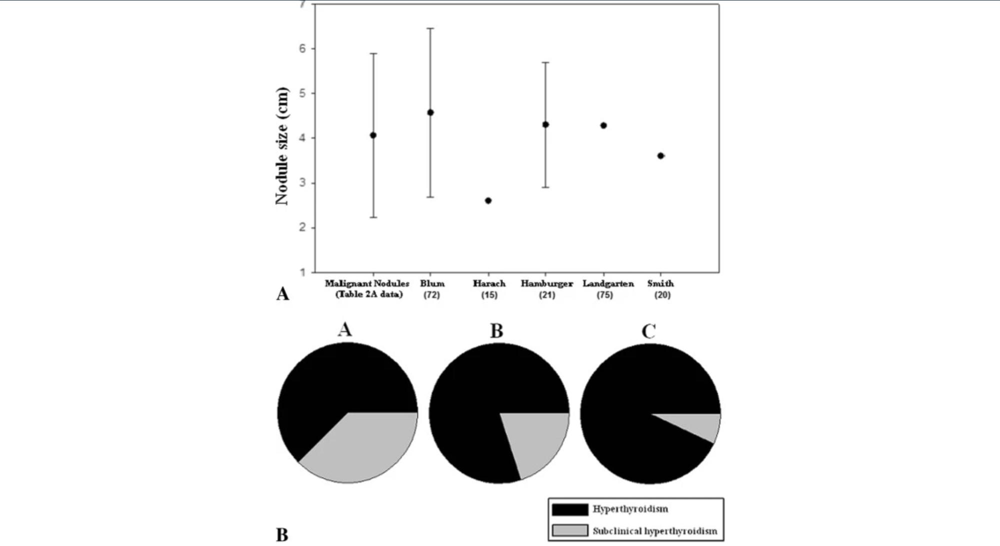 7
6
5
4
3
2
1
Nodule size (cm)
Malignant Nodules Blum Harach Hamburger Landgarten Smith
(Table 2A data) (72) (15) (21) (75) (20)
A
A B C
Hyperthyroidism
Subclinical hyperthyroidism
B